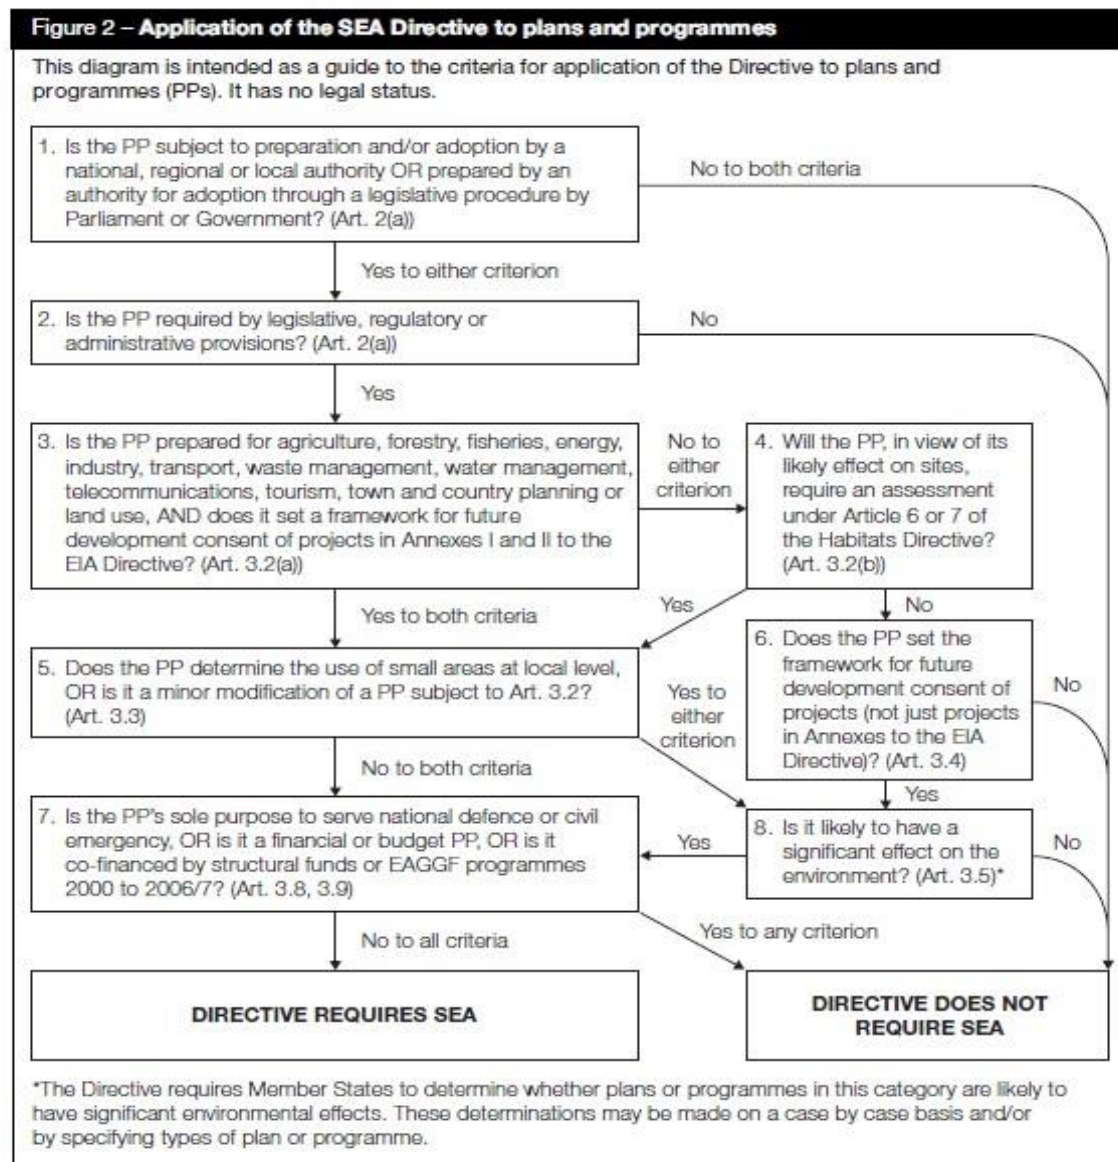 Figure 2 – Application of the SEA Directive to plans and programmes
This diagram is intended as a guide to the criteria for application of the Directive to plans and
programmes (PPs). It has no legal status.
1. Is the PP subject to preparation and/or adoption by a
national, regional or local authority OR prepared by an
authority for adoption through a legislative procedure by
Parliament or Government? (Art. 2(a))
No to both criteria
Yes to either criterion
2. Is the PP required by legislative, regulatory or
administrative provisions? (Art. 2(a))
No
Yes
3. Is the PP prepared for agriculture, forestry, fisheries, energy,
industry, transport, waste management, water management,
telecommunications, tourism, town and country planning or
land use, AND does it set a framework for future
development consent of projects in Annexes I and II to the
EIA Directive? (Art. 3.2(a))
No to
either
criterion
4. Will the PP, in view of its
likely effect on sites,
require an assessment
under Article 6 or 7 of
the Habitats Directive?
(Art. 3.2(b))
Yes to both criteria
Yes
No
5. Does the PP determine the use of small areas at local level,
OR is it a minor modification of a PP subject to Art. 3.2?
(Art. 3.3)
Yes to
either
criterion
6. Does the PP set the
framework for future
development consent of
projects (not just projects
in Annexes to the EIA
Directive)? (Art. 3.4)
No
No to both criteria
Yes
7. Is the PP's sole purpose to serve national defence or civil
emergency, OR is it a financial or budget PP, OR is it
co-financed by structural funds or EAGGF programmes
2000 to 2006/7? (Art. 3.8, 3.9)
Yes
8. Is it likely to have a
significant effect on the
environment? (Art. 3.5)*
No
No to all criteria
Yes to any criterion
DIRECTIVE REQUIRES SEA
DIRECTIVE DOES NOT
REQUIRE SEA
*The Directive requires Member States to determine whether plans or programmes in this category are likely to
have significant environmental effects. These determinations may be made on a case by case basis and/or
by specifying types of plan or programme.